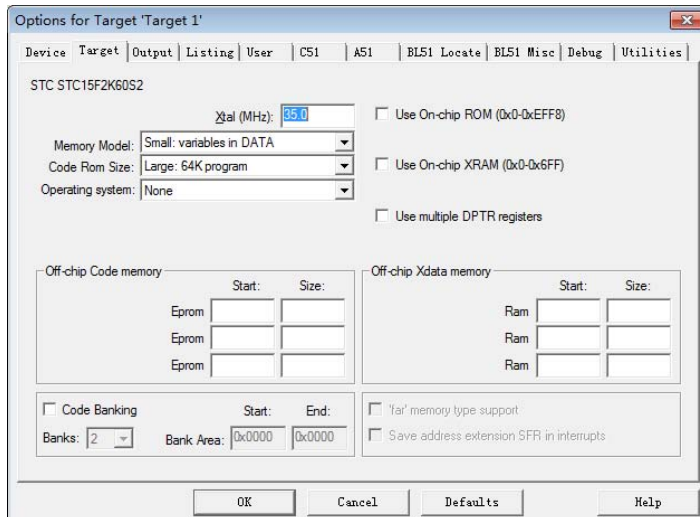 Options for Target 'Target 1'
Device Target Output Listing User C51 A51 BL51 Locate BL51 Misc Debug Utilities
STC STC15F2K60S2
Xtal (MHz): 35.0
Use On-chip ROM (0x0-0xEFF8)
Memory Model: Small: variables in DATA
Code Rom Size: Large: 64K program
Use On-chip XRAM (0x0-0x6FF)
Operating system: None
Use multiple DPTR registers
Off-chip Code memory
Start: Size:
Eprom
Eprom
Eprom
Off-chip Xdata memory
Start: Size:
Ram
Ram
Ram
Code Banking Start: End:
Banks: 2 Bank Area: 0x0000 0x0000
'far' memory type support
Save address extension SFR in interrupts
OK Cancel Defaults Help